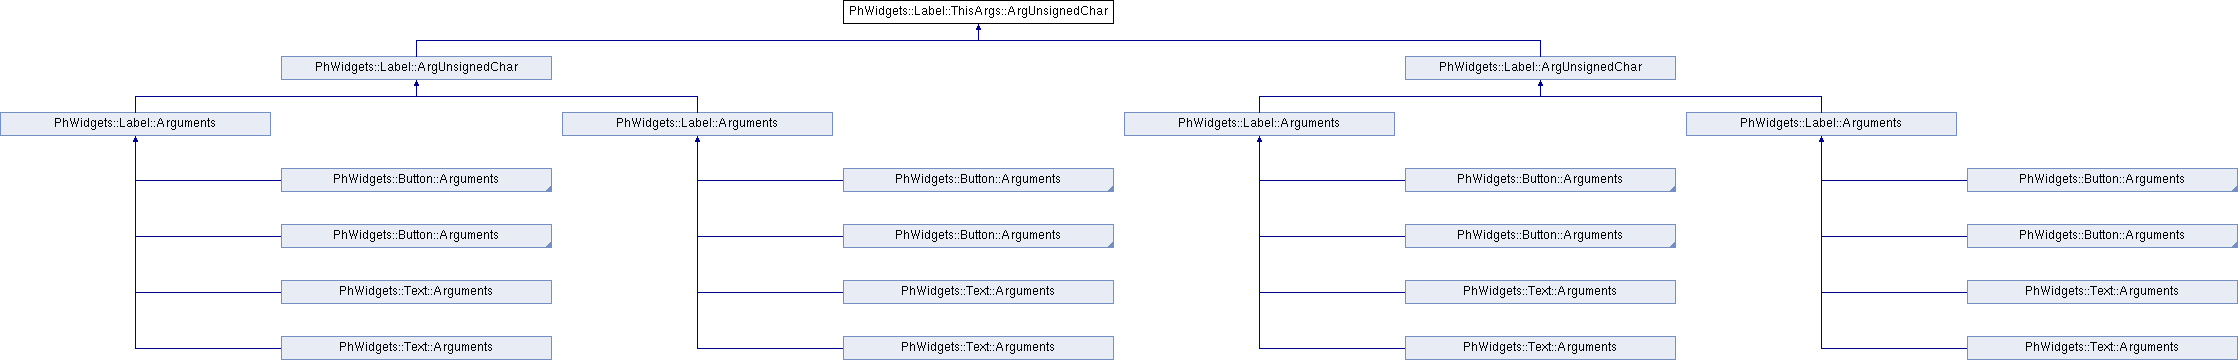 PhWidgets::Label::ThisArgs::ArgUnsignedChar
PhWidgets::Label::ArgUnsignedChar
PhWidgets::Label::ArgUnsignedChar
PhWidgets::Label::Arguments
PhWidgets::Label::Arguments
PhWidgets::Label::Arguments
PhWidgets::Label::Arguments
PhWidgets::Button::Arguments
PhWidgets::Button::Arguments
PhWidgets::Button::Arguments
PhWidgets::Button::Arguments
PhWidgets::Button::Arguments
PhWidgets::Button::Arguments
PhWidgets::Button::Arguments
PhWidgets::Button::Arguments
PhWidgets::Text::Arguments
PhWidgets::Text::Arguments
PhWidgets::Text::Arguments
PhWidgets::Text::Arguments
PhWidgets::Text::Arguments
PhWidgets::Text::Arguments
PhWidgets::Text::Arguments
PhWidgets::Text::Arguments